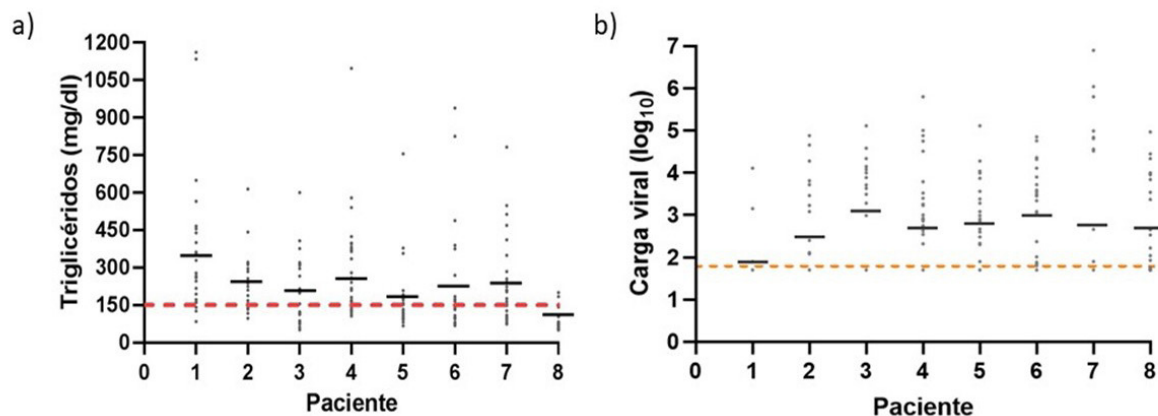 a)
Triglicéridos (mg/dl)
1200
1050
900
750
600
450
300
150
0
0 1 2 3 4 5 6 7 8
Paciente
b)
Carga viral (log10)
7
6
5
4
3
2
1
0
0 1 2 3 4 5 6 7 8
Paciente